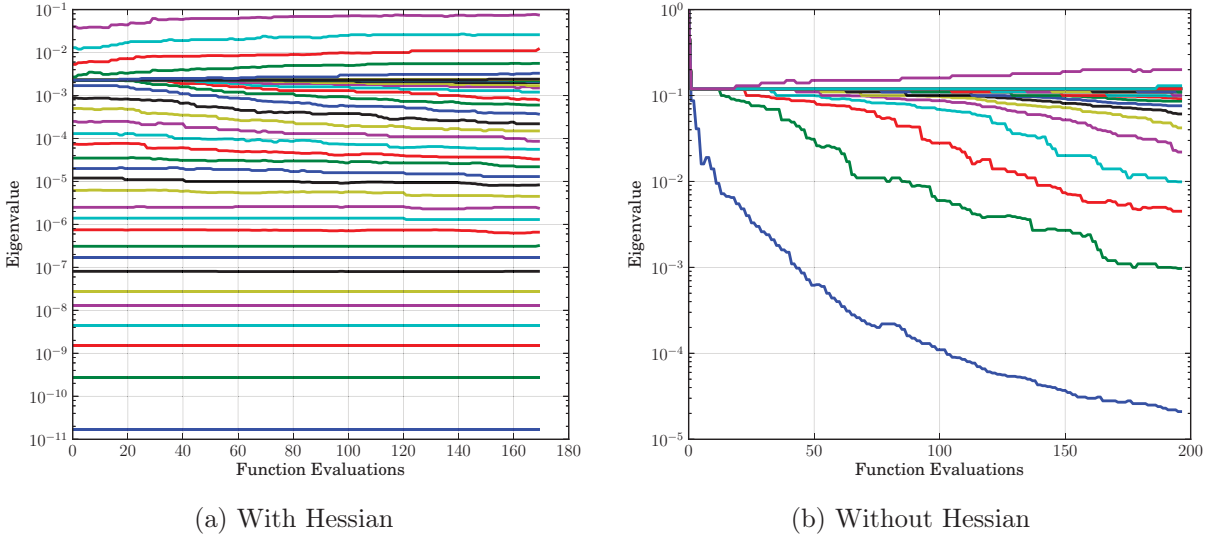 10^{-1}
10^{-2}
10^{-3}
10^{-4}
10^{-5}
10^{-6}
10^{-7}
10^{-8}
10^{-9}
10^{-10}
10^{-11}
Eigenvalue
0 20 40 60 80 100 120 140 160 180
Function Evaluations
(a) With Hessian
10^{0}
10^{-1}
10^{-2}
10^{-3}
10^{-4}
10^{-5}
Eigenvalue
0 50 100 150 200
Function Evaluations
(b) Without Hessian